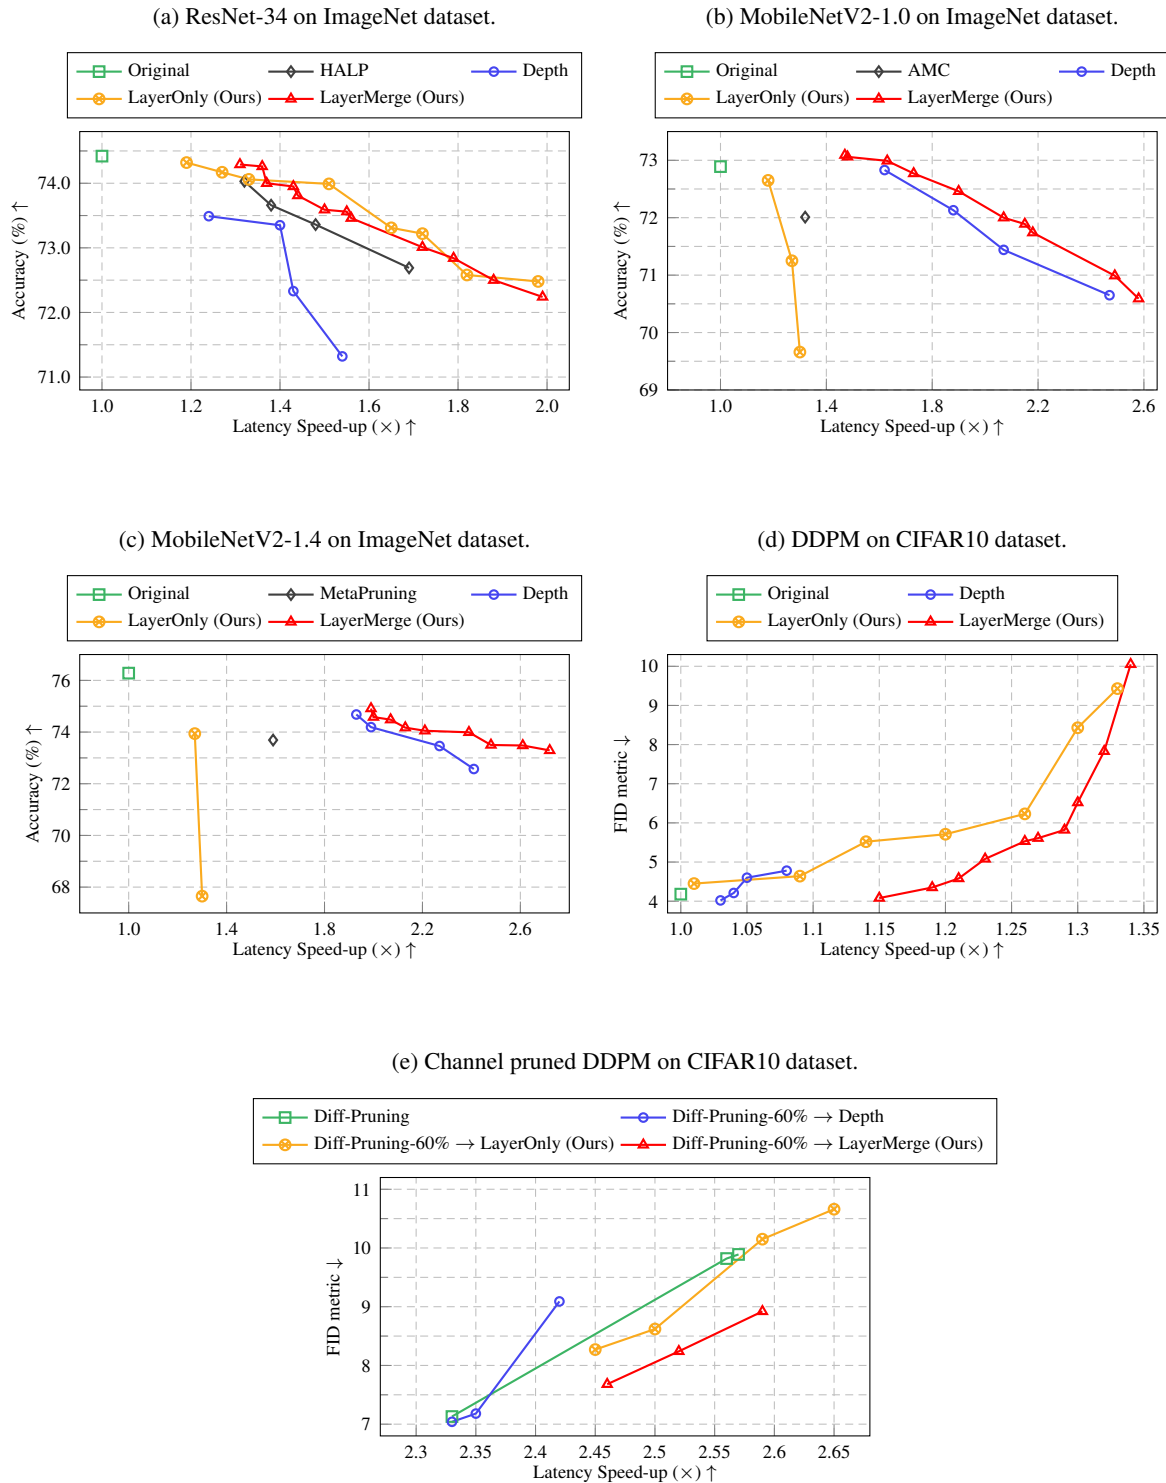 (a) ResNet-34 on ImageNet dataset.
Original HALP Depth
LayerOnly (Ours) LayerMerge (Ours)
74.0
73.0
72.0
71.0
Accuracy (%) ↑
1.0 1.2 1.4 1.6 1.8 2.0
Latency Speed-up (×) ↑
(b) MobileNetV2-1.0 on ImageNet dataset.
Original AMC Depth
LayerOnly (Ours) LayerMerge (Ours)
73
72
71
70
69
Accuracy (%) ↑
1.0 1.4 1.8 2.2 2.6
Latency Speed-up (×) ↑
(c) MobileNetV2-1.4 on ImageNet dataset.
Original MetaPruning Depth
LayerOnly (Ours) LayerMerge (Ours)
76
74
72
70
68
Accuracy (%) ↑
1.0 1.4 1.8 2.2 2.6
Latency Speed-up (×) ↑
(d) DDPM on CIFAR10 dataset.
Original Depth
LayerOnly (Ours) LayerMerge (Ours)
10
9
8
7
6
5
4
FID metric ↓
1.0 1.05 1.1 1.15 1.2 1.25 1.3 1.35
Latency Speed-up (×) ↑
(e) Channel pruned DDPM on CIFAR10 dataset.
Diff-Pruning Diff-Pruning-60% → Depth
Diff-Pruning-60% → LayerOnly (Ours) Diff-Pruning-60% → LayerMerge (Ours)
11
10
9
8
7
FID metric ↓
2.3 2.35 2.4 2.45 2.5 2.55 2.6 2.65
Latency Speed-up (×) ↑